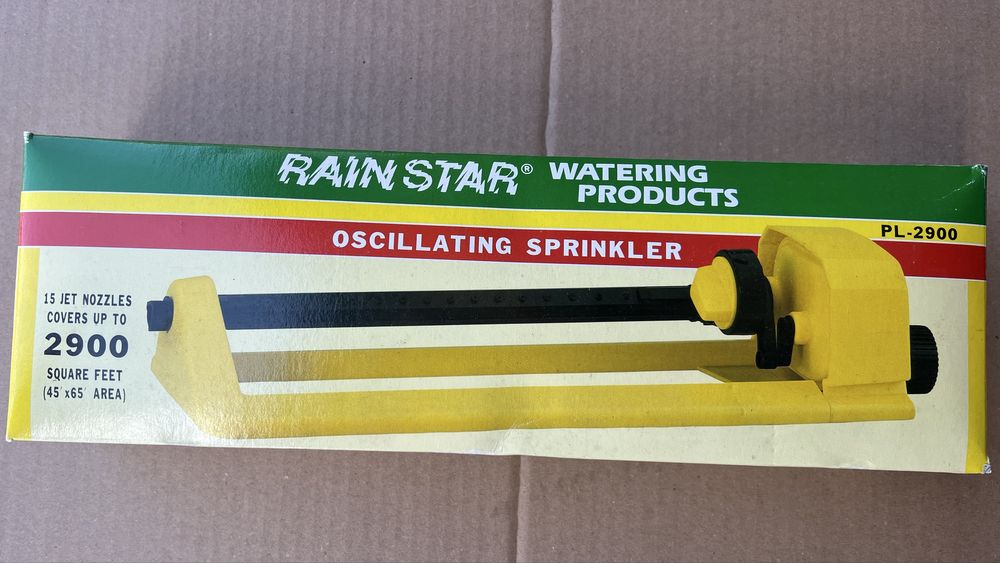 RAIN STAR® WATERING
PRODUCTS
PL-2900
OSCILLATING SPRINKLER
15 JET NOZZLES
COVERS UP TO
2900
SQUARE FEET
(45'x65' AREA)